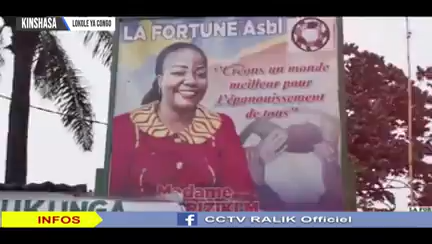 KINSHASA
LOKOLE YA CONGO
LA FORTUNE Asbl
"Créons un monde
meilleur pour
l'épanouissement
de tous"
Madame
INFOS
CCTV RALIK Officiel